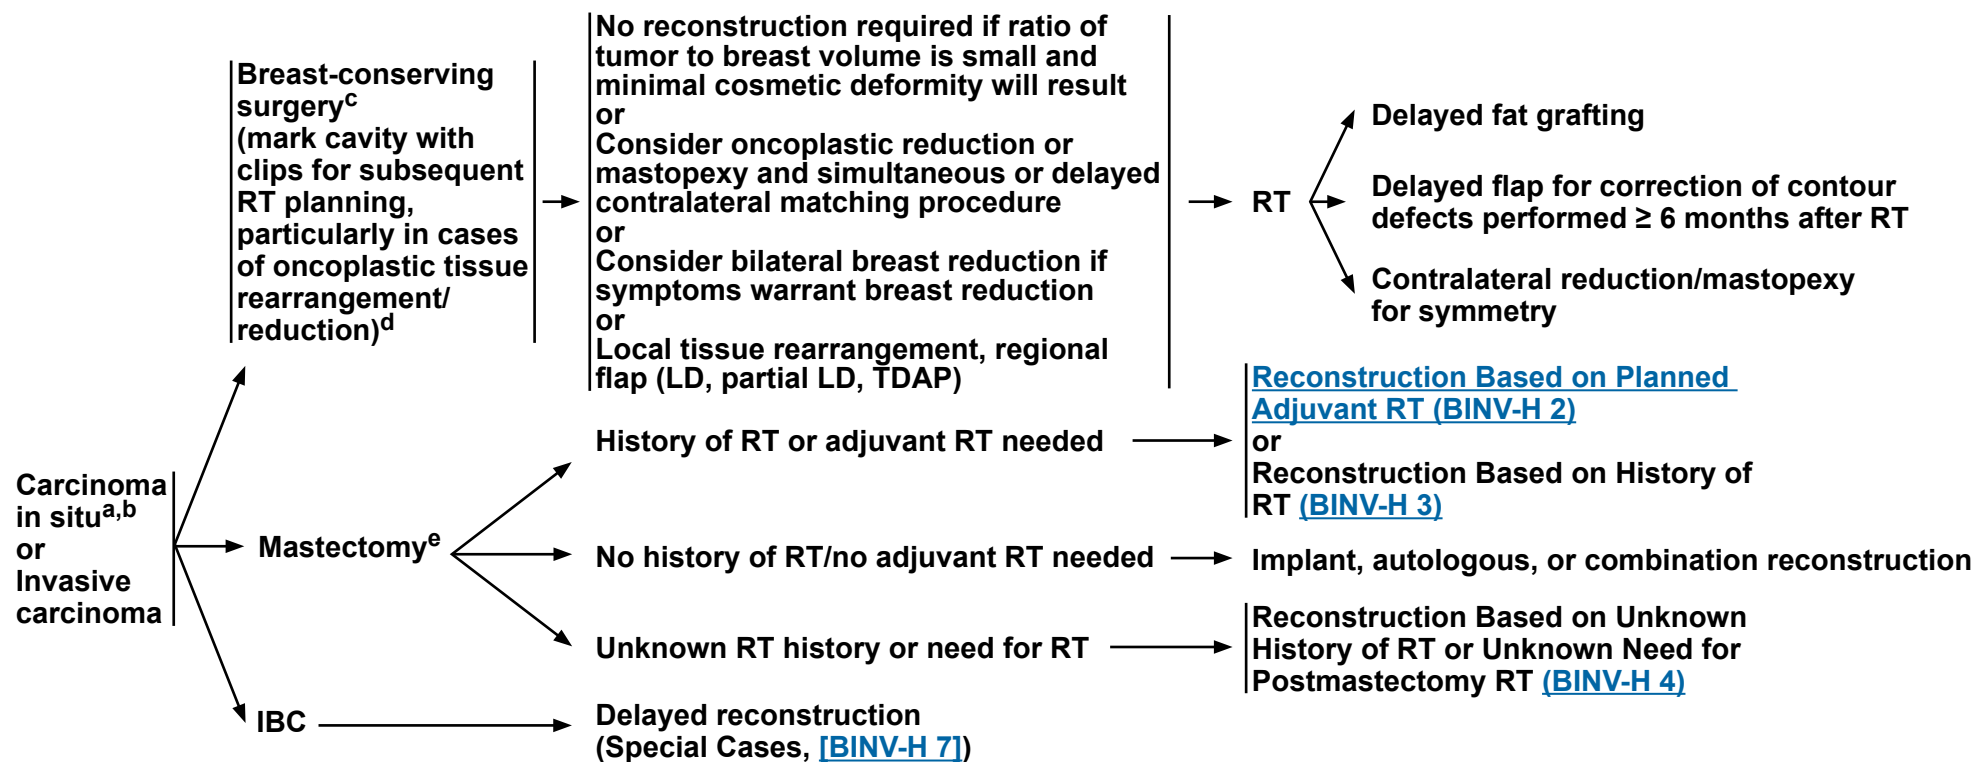 Carcinoma
in situa,b
or
Invasive
carcinoma
Breast-conserving
surgeryc
(mark cavity with
clips for subsequent
RT planning,
particularly in cases
of oncoplastic tissue
rearrangement/
reduction)d
No reconstruction required if ratio of
tumor to breast volume is small and
minimal cosmetic deformity will result
or
Consider oncoplastic reduction or
mastopexy and simultaneous or delayed
contralateral matching procedure
or
Consider bilateral breast reduction if
symptoms warrant breast reduction
or
Local tissue rearrangement, regional
flap (LD, partial LD, TDAP)
RT
Delayed fat grafting
Delayed flap for correction of contour
defects performed ≥ 6 months after RT
Contralateral reduction/mastopexy
for symmetry
Mastectomye
History of RT or adjuvant RT needed
Reconstruction Based on Planned
Adjuvant RT (BINV-H 2)
or
Reconstruction Based on History of
RT (BINV-H 3)
No history of RT/no adjuvant RT needed
Implant, autologous, or combination reconstruction
Unknown RT history or need for RT
Reconstruction Based on Unknown
History of RT or Unknown Need for
Postmastectomy RT (BINV-H 4)
IBC
Delayed reconstruction
(Special Cases, [BINV-H 7])